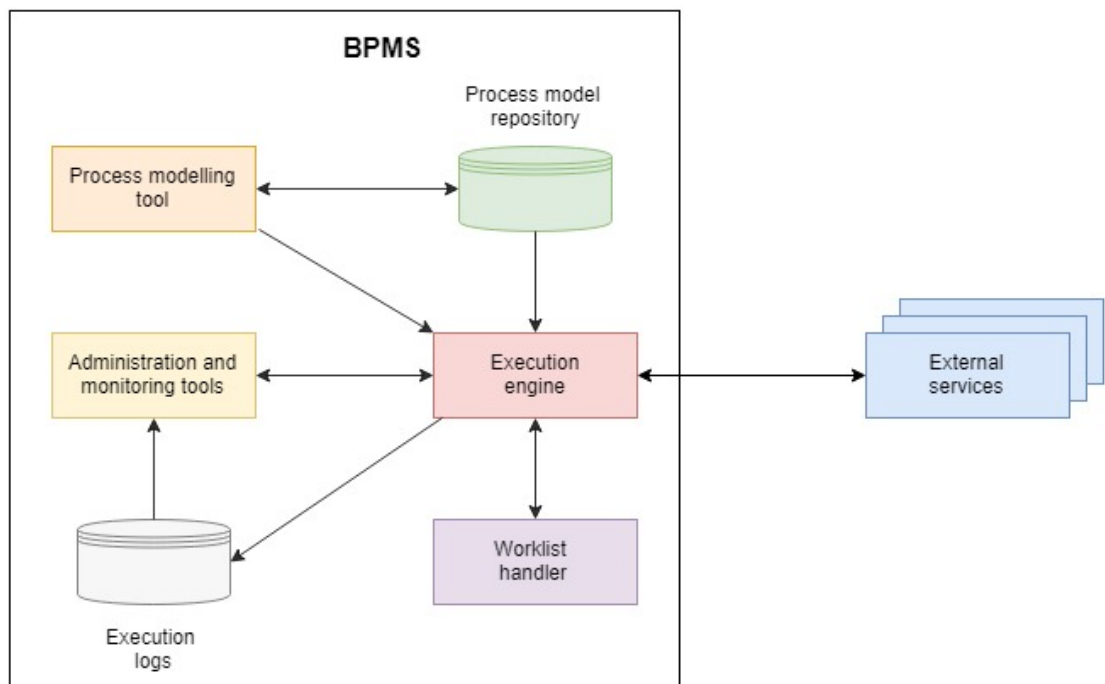 BPMS
Process model
repository
Process modelling
tool
Administration and
monitoring tools
Execution
engine
External
services
Worklist
handler
Execution
logs